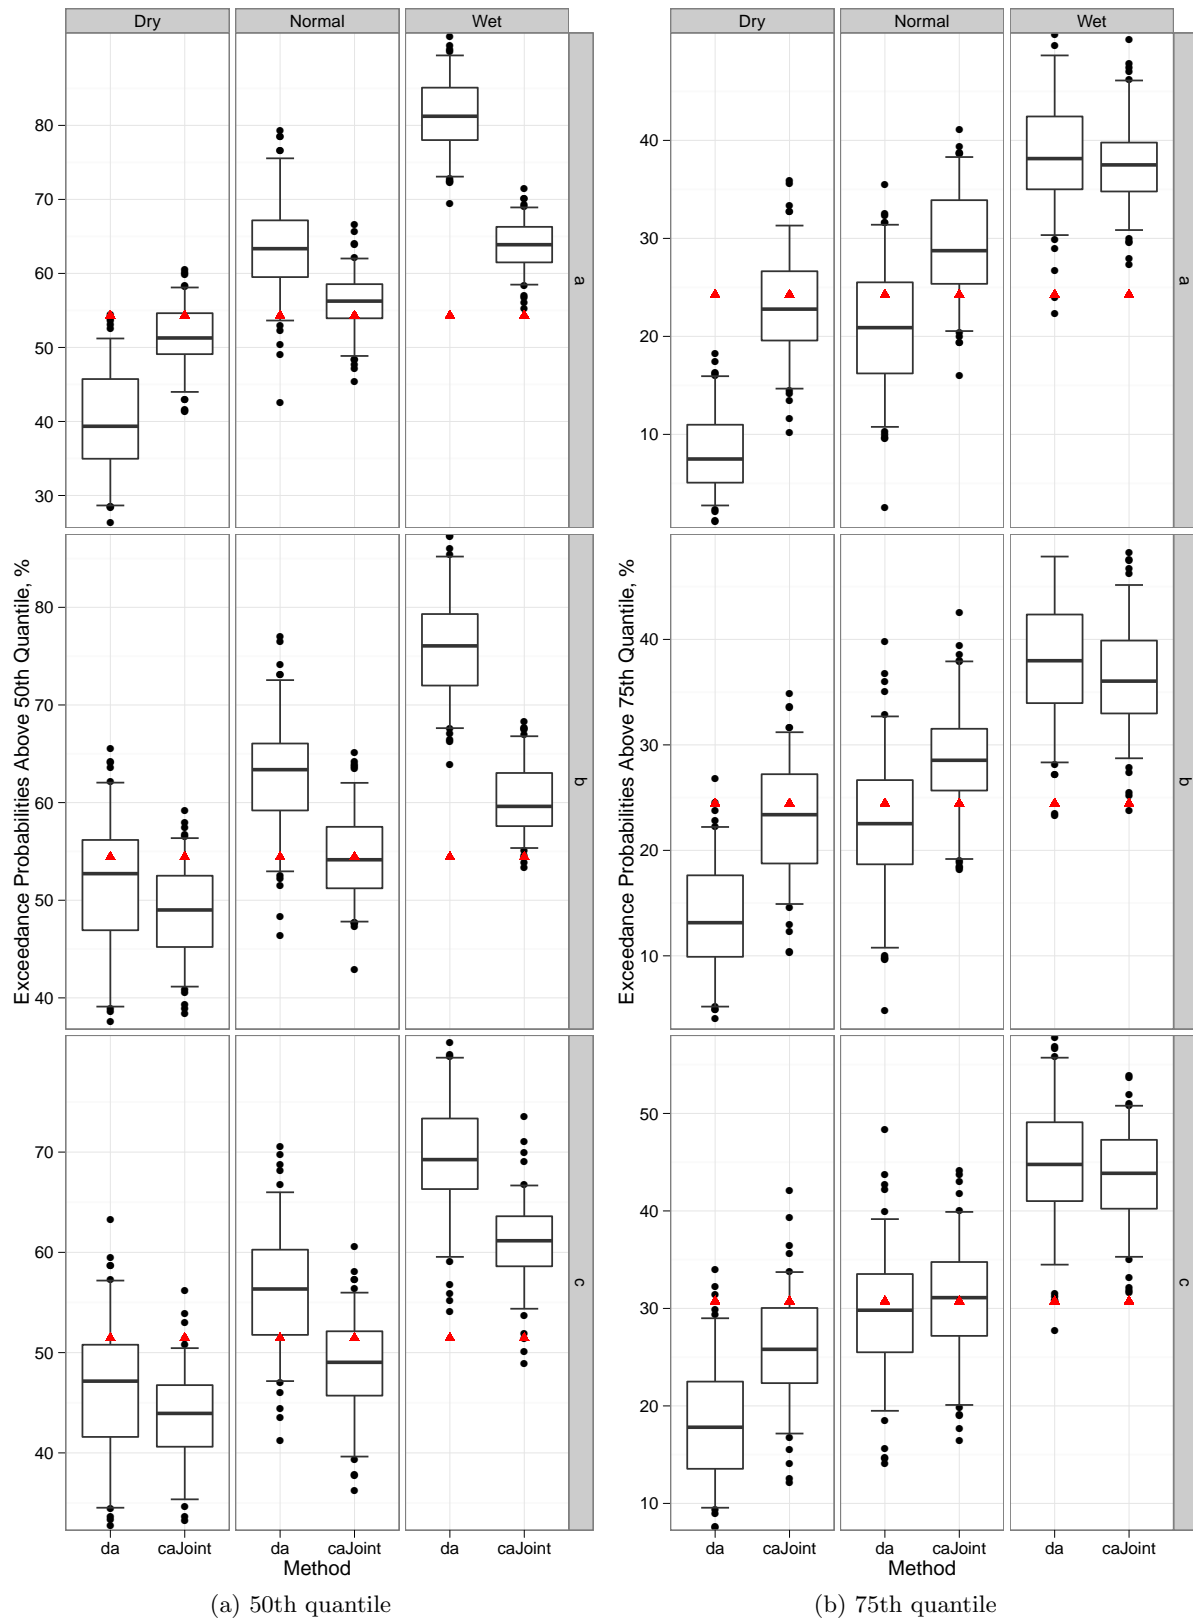 Dry Normal Wet
Exceedance Probabilities Above 50th Quantile, %
80
70
60
50
40
30
a
80
70
60
50
40
b
70
60
50
40
c
da caJoint da caJoint da caJoint
Method
(a) 50th quantile
Dry Normal Wet
Exceedance Probabilities Above 75th Quantile, %
40
30
20
10
a
40
30
20
10
b
50
40
30
20
10
c
da caJoint da caJoint da caJoint
Method
(b) 75th quantile